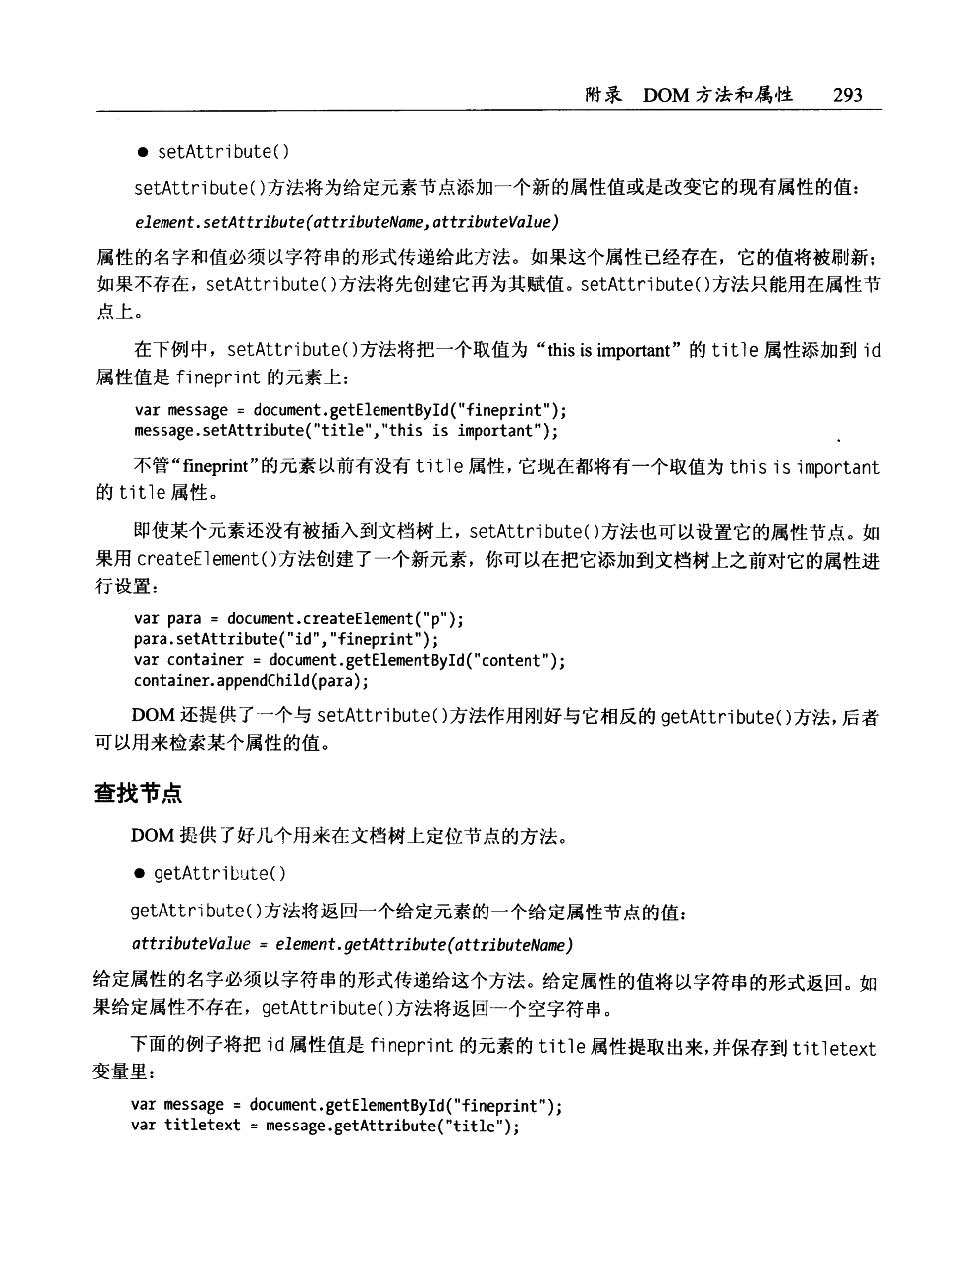 附录 DOM 方法和属性 293
● setAttribute()
setAttribute()方法将为给定元素节点添加一个新的属性值或是改变它的现有属性的值：
element.setAttribute(attributeName,attributeValue)
属性的名字和值必须以字符串的形式传递给此方法。如果这个属性已经存在，它的值将被刷新；
如果不存在，setAttribute()方法将先创建它再为其赋值。setAttribute()方法只能用在属性节
点上。
在下例中，setAttribute()方法将把一个取值为“this is important”的 title 属性添加到 id
属性值是 fineprint 的元素上：
var message = document.getElementById("fineprint");
message.setAttribute("title","this is important");
不管“fineprint”的元素以前有没有 title 属性，它现在都将有一个取值为 this is important
的 title 属性。
即使某个元素还没有被插入到文档树上，setAttribute()方法也可以设置它的属性节点。如
果用 createElement()方法创建了一个新元素，你可以在把它添加到文档树上之前对它的属性进
行设置：
var para = document.createElement("p");
para.setAttribute("id","fineprint");
var container = document.getElementById("content");
container.appendChild(para);
DOM 还提供了一个与 setAttribute()方法作用刚好与它相反的 getAttribute()方法，后者
可以用来检索某个属性的值。
查找节点
DOM 提供了好几个用来在文档树上定位节点的方法。
● getAttribute()
getAttribute()方法将返回一个给定元素的一个给定属性节点的值：
attributeValue = element.getAttribute(attributeName)
给定属性的名字必须以字符串的形式传递给这个方法。给定属性的值将以字符串的形式返回。如
果给定属性不存在，getAttribute()方法将返回一个空字符串。
下面的例子将把 id 属性值是 fineprint 的元素的 title 属性提取出来，并保存到 titletext
变量里：
var message = document.getElementById("fineprint");
var titletext = message.getAttribute("title");